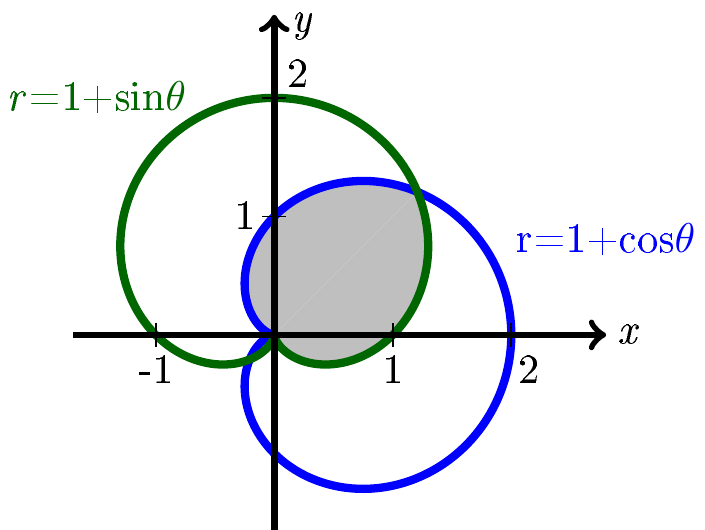 y
2
r=1+sinθ
1
r=1+cosθ
x
-1
1
2